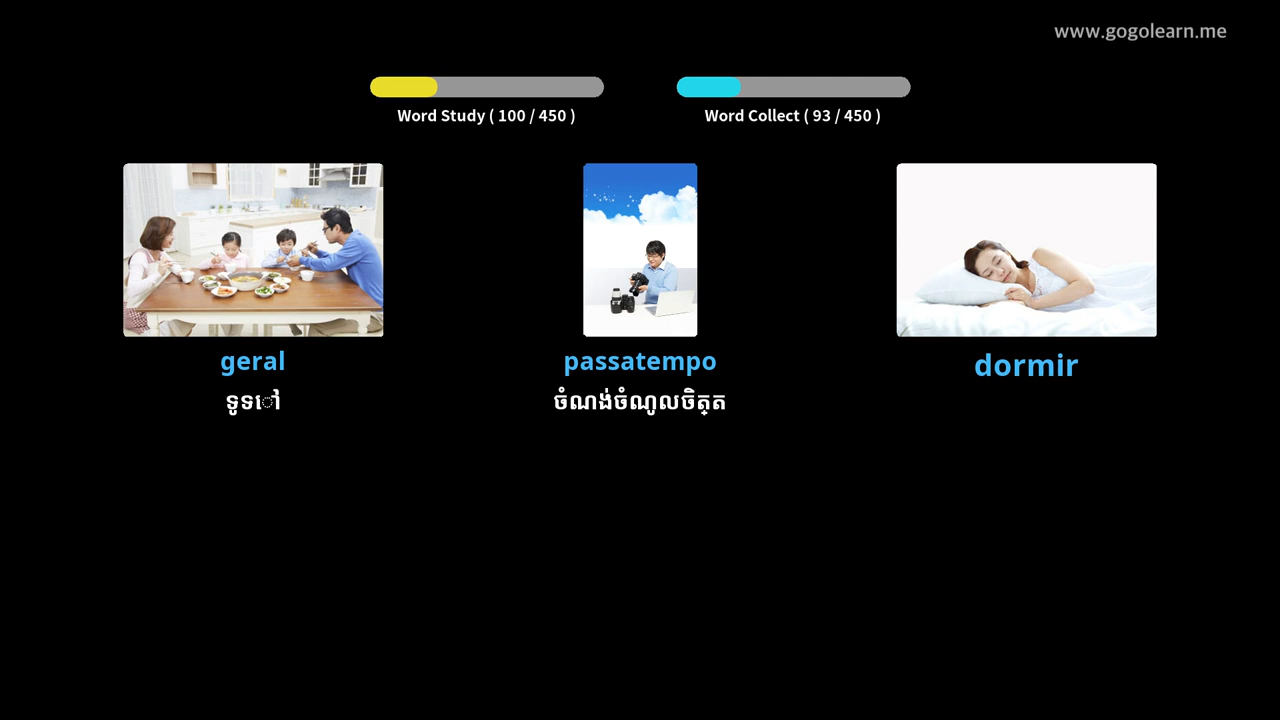 www.gogolearn.me
Word Study ( 100 / 450 )
Word Collect ( 93 / 450 )
geral
ទូទៅ
passatempo
ចំណង់ចំណូលចិត្ត
dormir